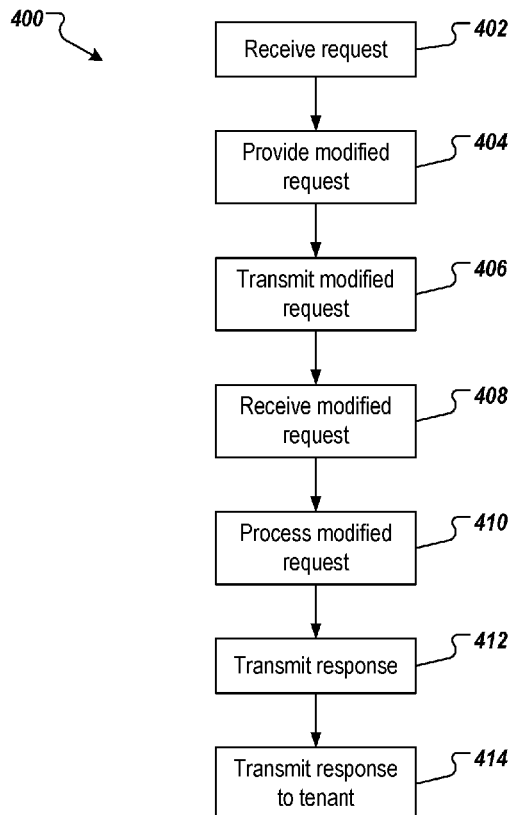 400
Receive request
402
Provide modified
request
404
Transmit modified
request
406
Receive modified
request
408
Process modified
request
410
Transmit response
412
Transmit response
to tenant
414